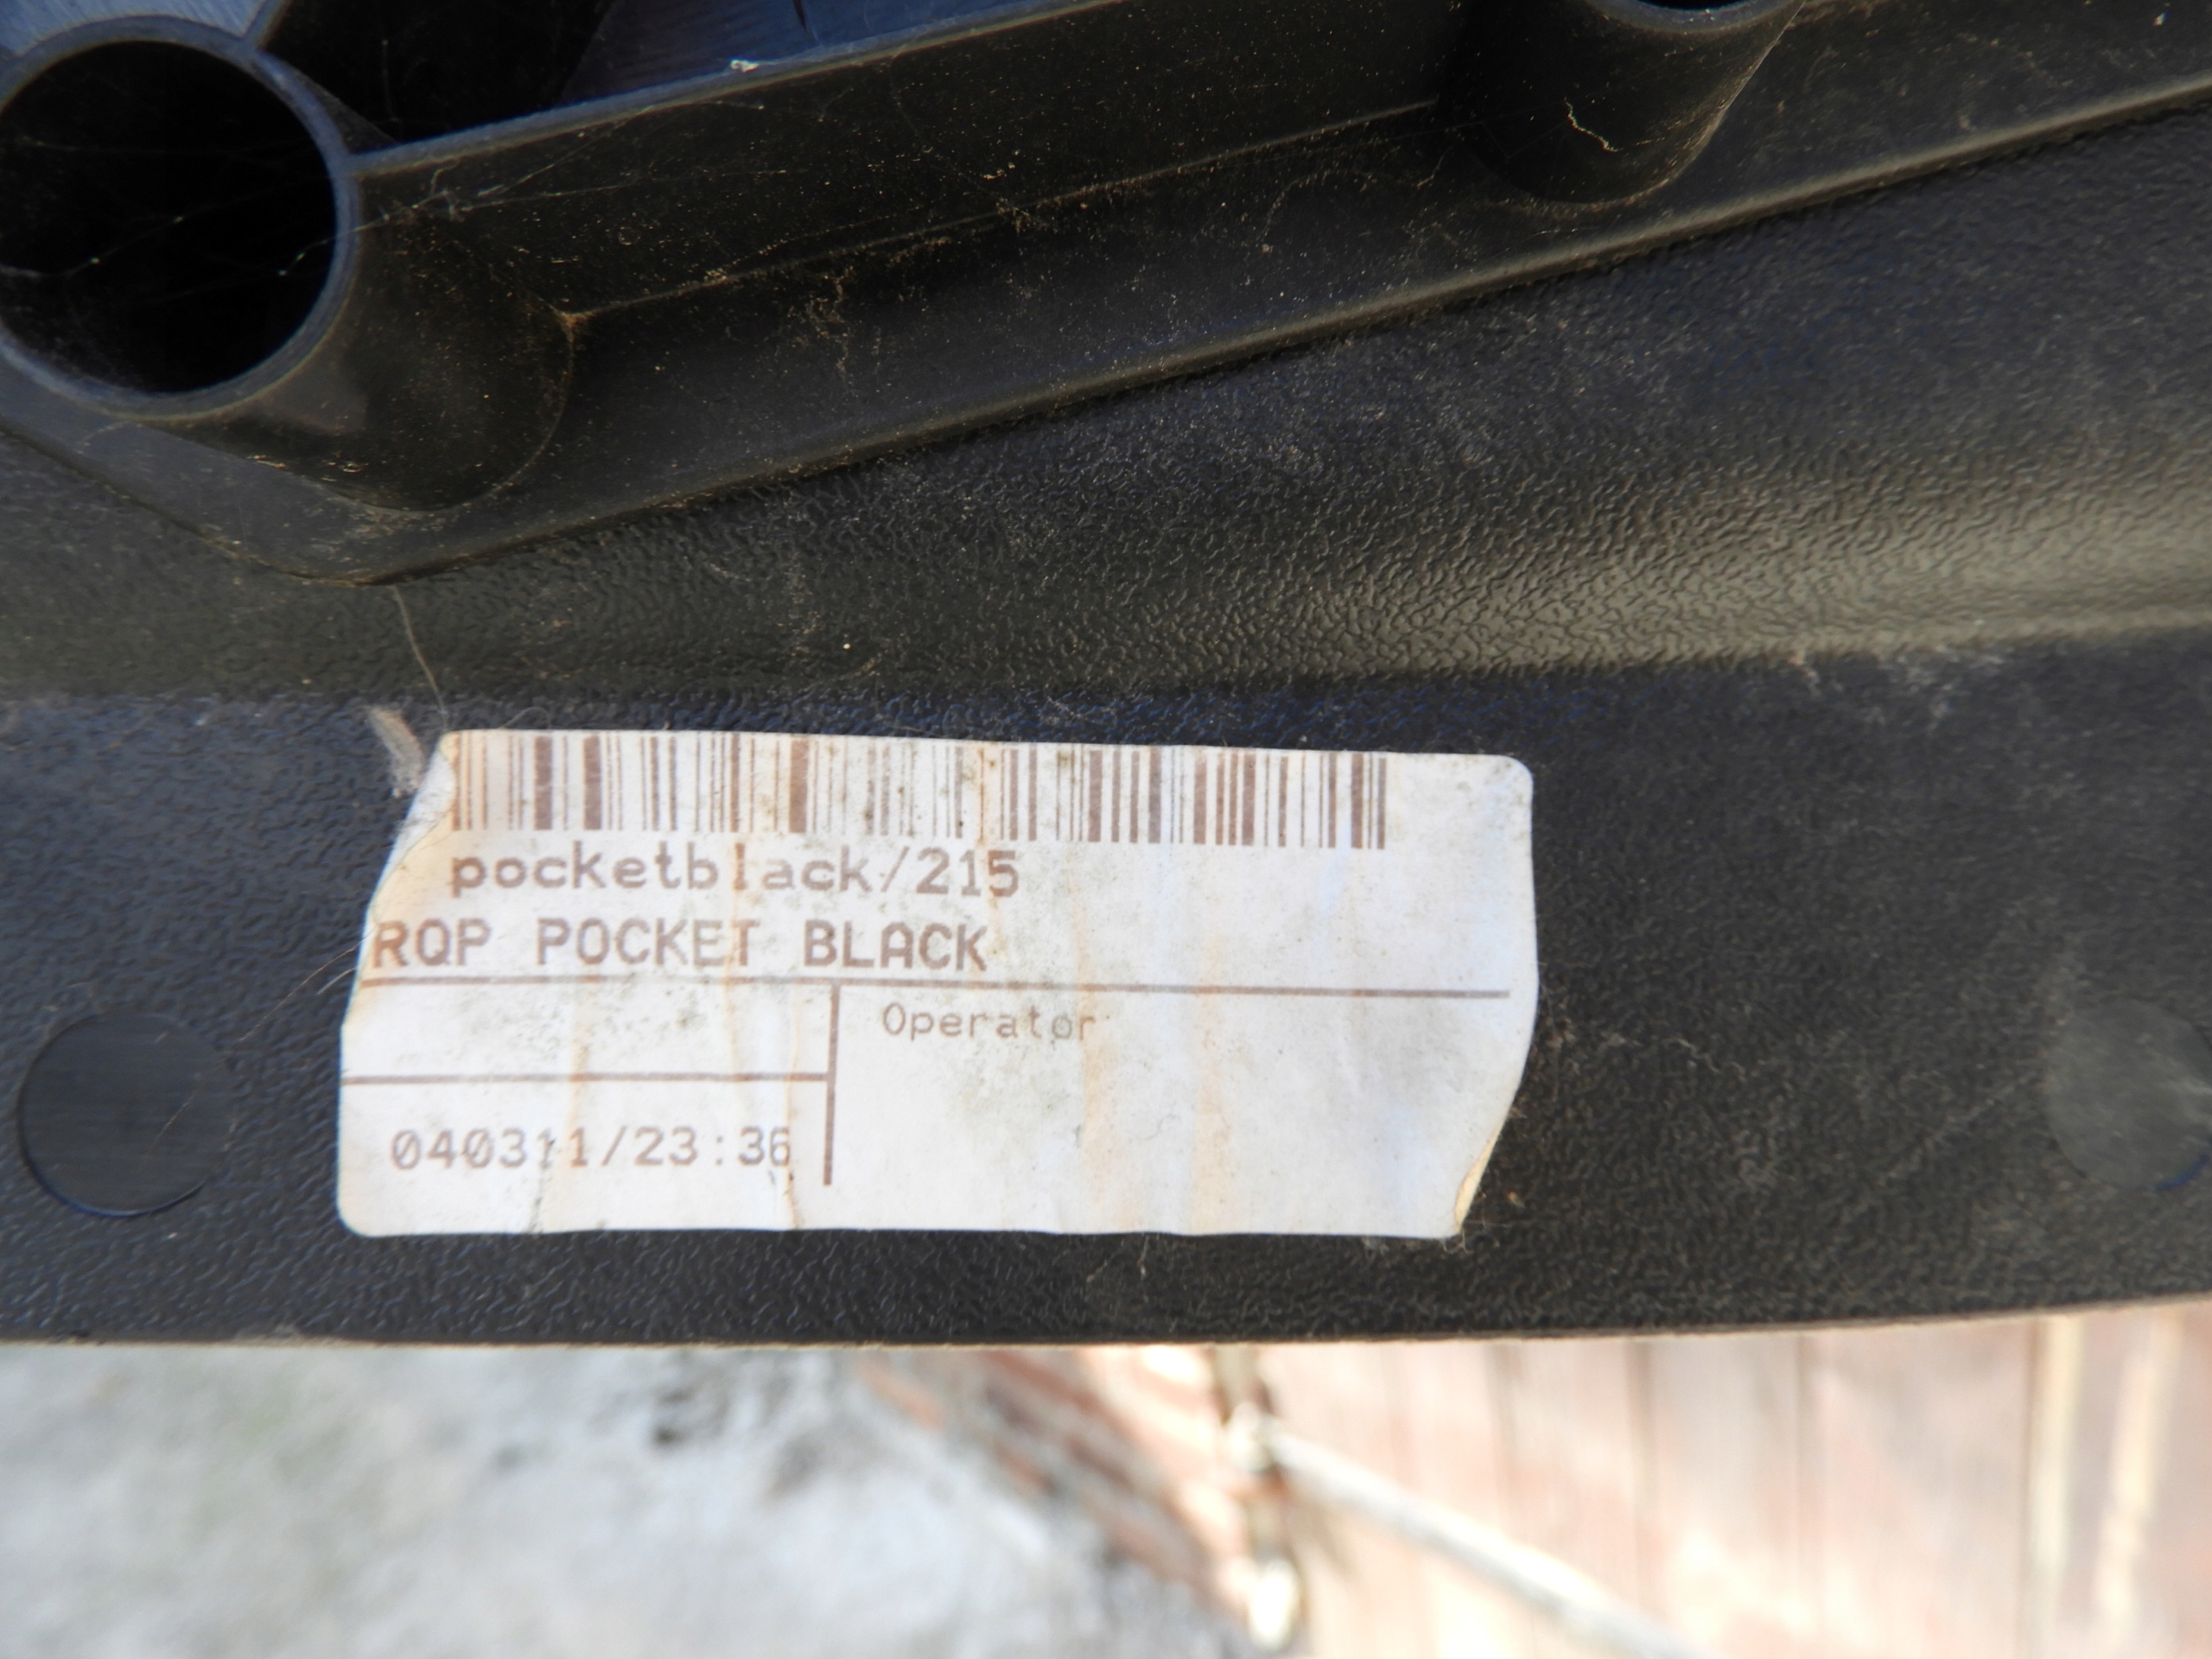 pocketblack/215
RQP POCKET BLACK
Operator
040311/23:36